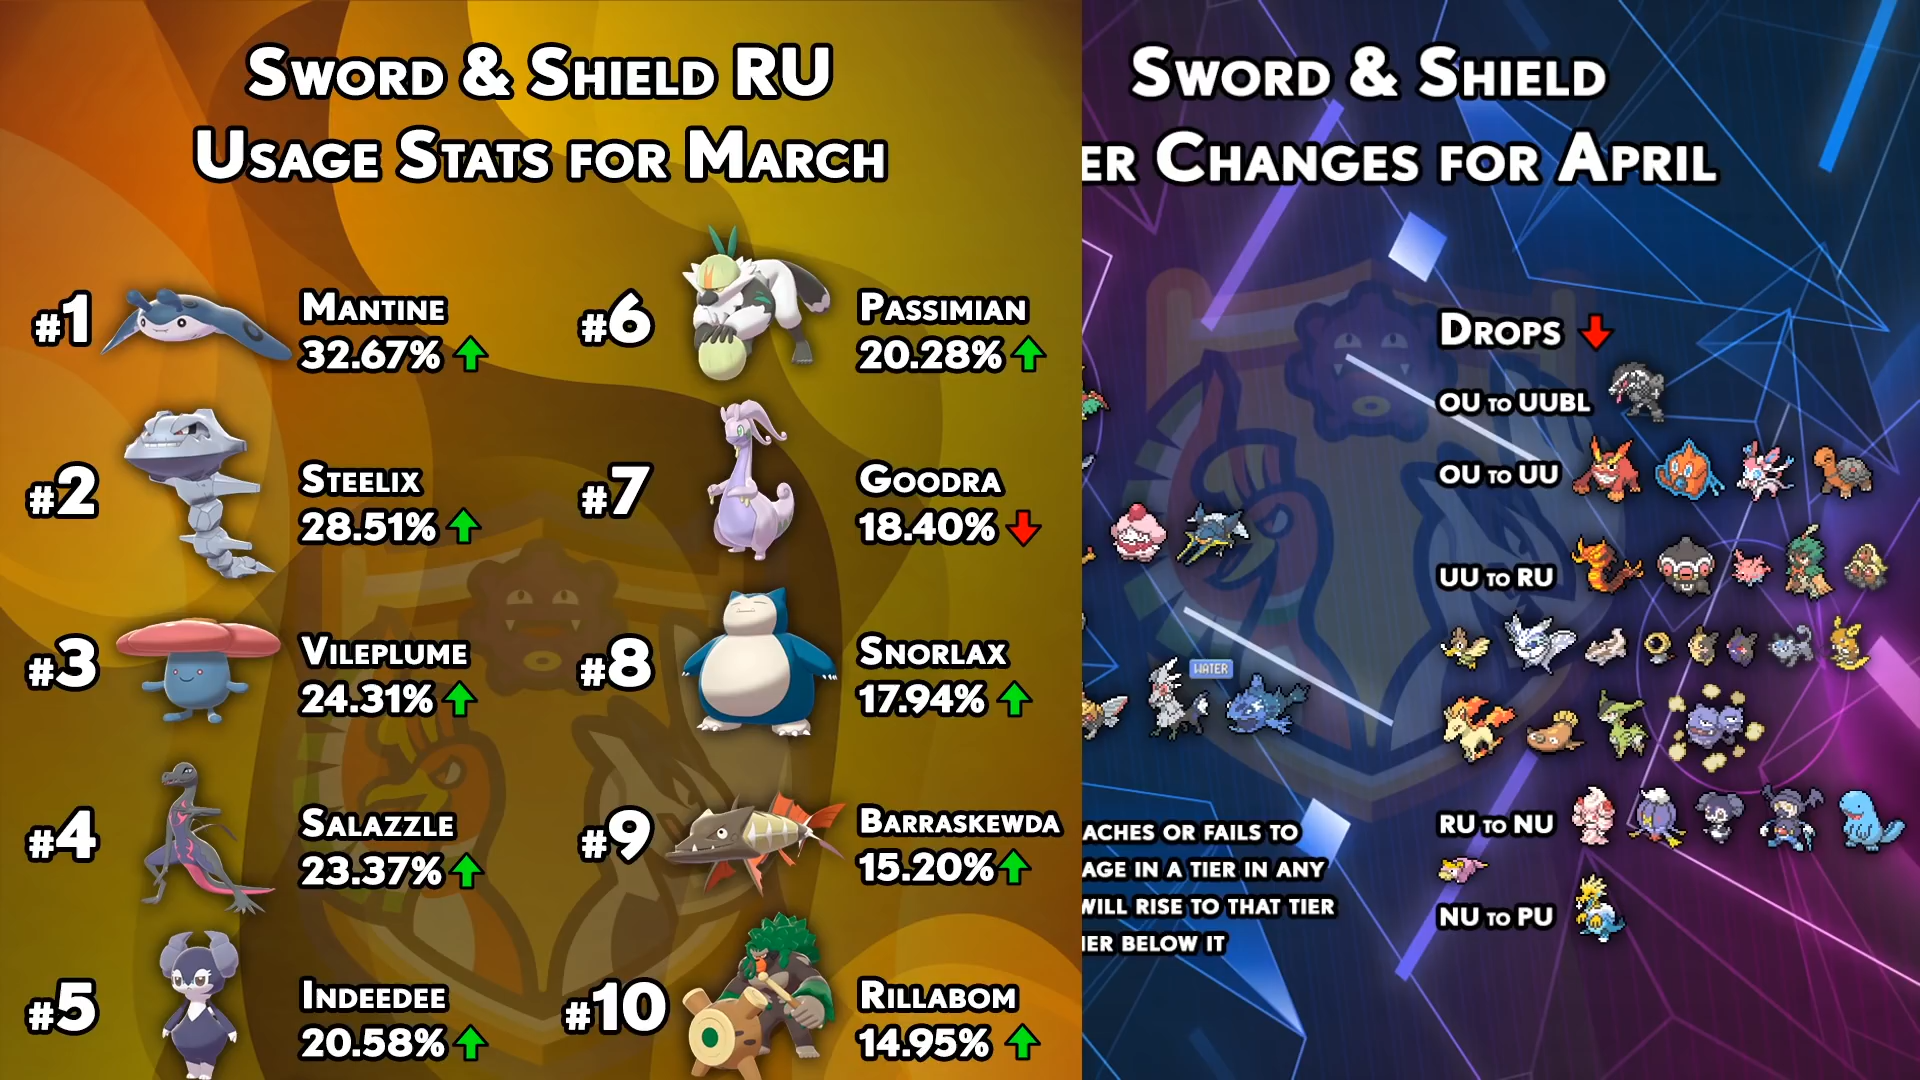 Sword & Shield RU
Usage Stats for March
#1
Mantine
32.67%
#2
Steelix
28.51%
#3
Vileplume
24.31%
#4
Salazzle
23.37%
#5
Indeedee
20.58%
#6
Passimian
20.28%
#7
Goodra
18.40%
#8
Snorlax
17.94%
#9
Barraskewda
15.20%
#10
Rillabom
14.95%
Sword & Shield
er Changes for April
Drops
OU to UUBL
OU to UU
UU to RU
WATER
RU to NU
NU to PU
aches or fails to
age in a tier in any
will rise to that tier
ier below it